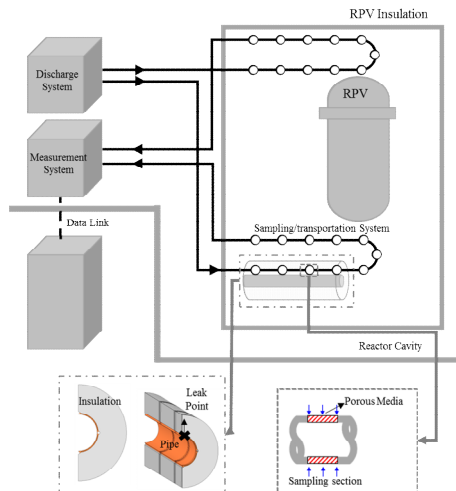 RPV Insulation
Discharge
System
RPV
Measurement
System
Data Link
Sampling/transportation System
Reactor Cavity
Insulation
Leak
Point
Pipe
Porous Media
Sampling section